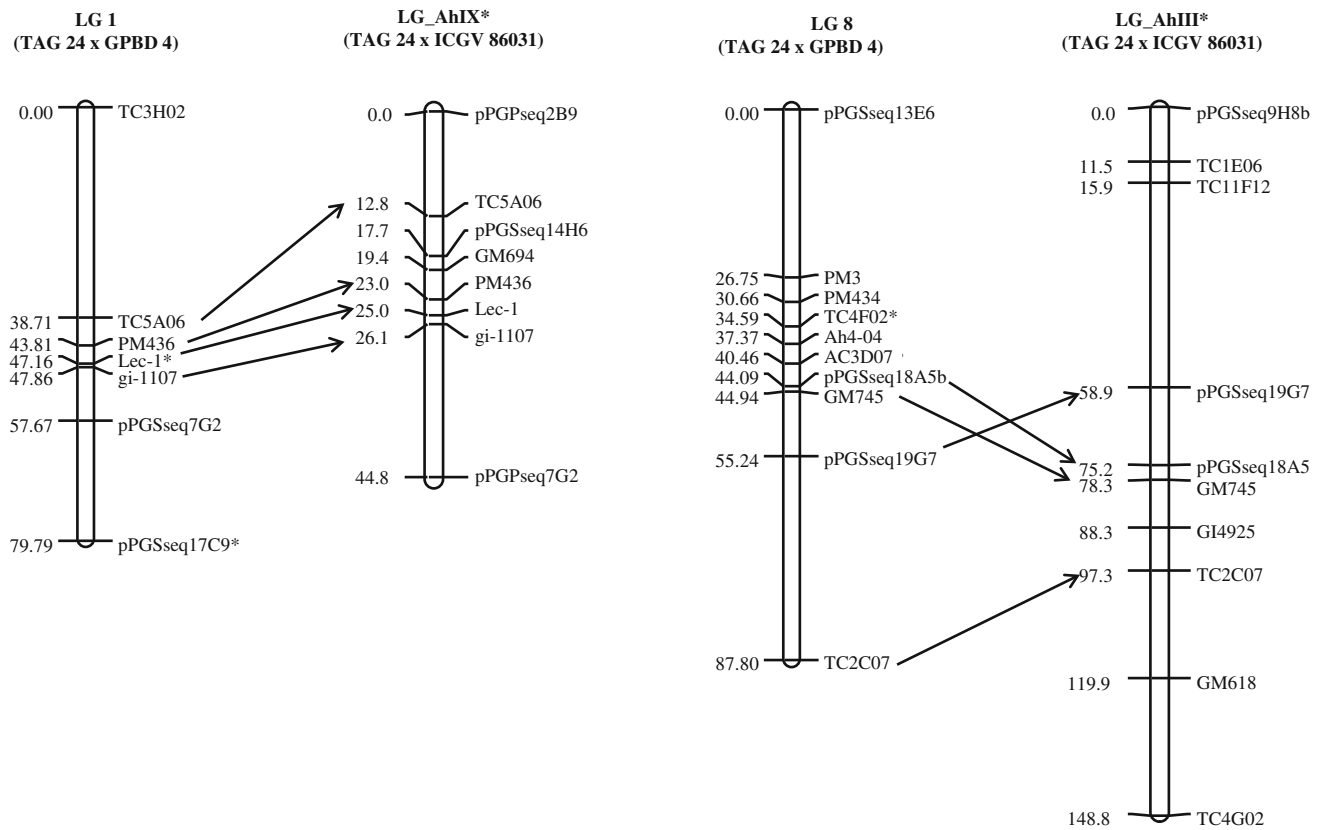 LG 1
(TAG 24 x GPBD 4)
0.00 TC3H02
38.71 TC5A06
43.81 PM436
47.16 Lec-1*
47.86 gi-1107
57.67 pPGSseq7G2
79.79 pPGSseq17C9*
LG_AhIX*
(TAG 24 x ICGV 86031)
0.0 pPGPseq2B9
12.8 TC5A06
17.7 pPGSseq14H6
19.4 GM694
23.0 PM436
25.0 Lec-1
26.1 gi-1107
44.8 pPGPseq7G2
LG 8
(TAG 24 x GPBD 4)
0.00 pPGSseq13E6
26.75 PM3
30.66 PM434
34.59 TC4F02*
37.37 Ah4-04
40.46 AC3D07
44.09 pPGSseq18A5b
44.94 GM745
55.24 pPGSseq19G7
87.80 TC2C07
LG_AhIII*
(TAG 24 x ICGV 86031)
0.0 pPGSseq9H8b
11.5 TC1E06
15.9 TC11F12
58.9 pPGSseq19G7
75.2 pPGSseq18A5
78.3 GM745
88.3 GI4925
97.3 TC2C07
119.9 GM618
148.8 TC4G02